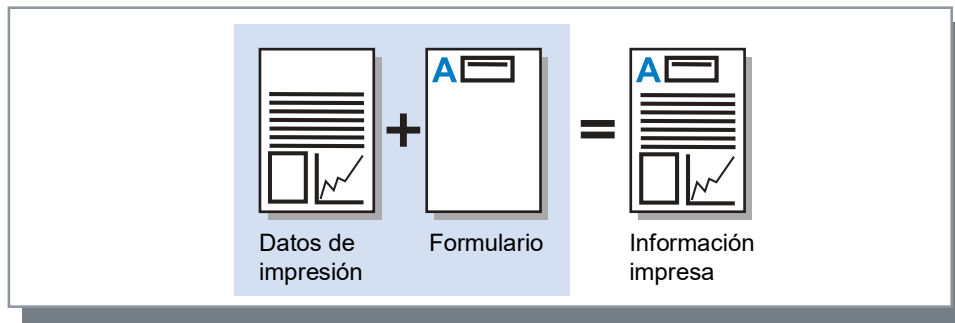 A
A
+
=
Datos de
impresión
Formulario
Información
impresa